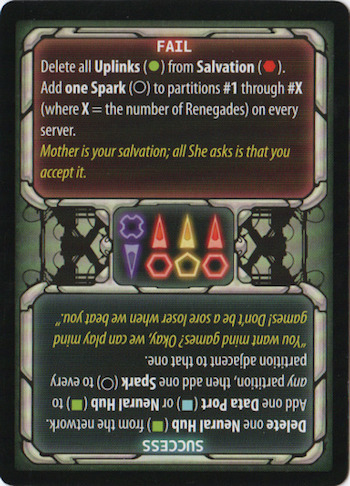 FAIL
Delete all Uplinks (●) from Salvation (⬢).
Add one Spark (○) to partitions #1 through #X
(where X = the number of Renegades) on every
server.
Mother is your salvation; all She asks is that you
accept it.
SUCCESS
Delete one Neural Hub (■) from the network.
Add one Data Port (■) or Neural Hub (■) to
any partition, then add one Spark (○) to every
partition adjacent to that one.
"You want mind games? Okay, we can play mind
games! Don't be a sore loser when we beat you."